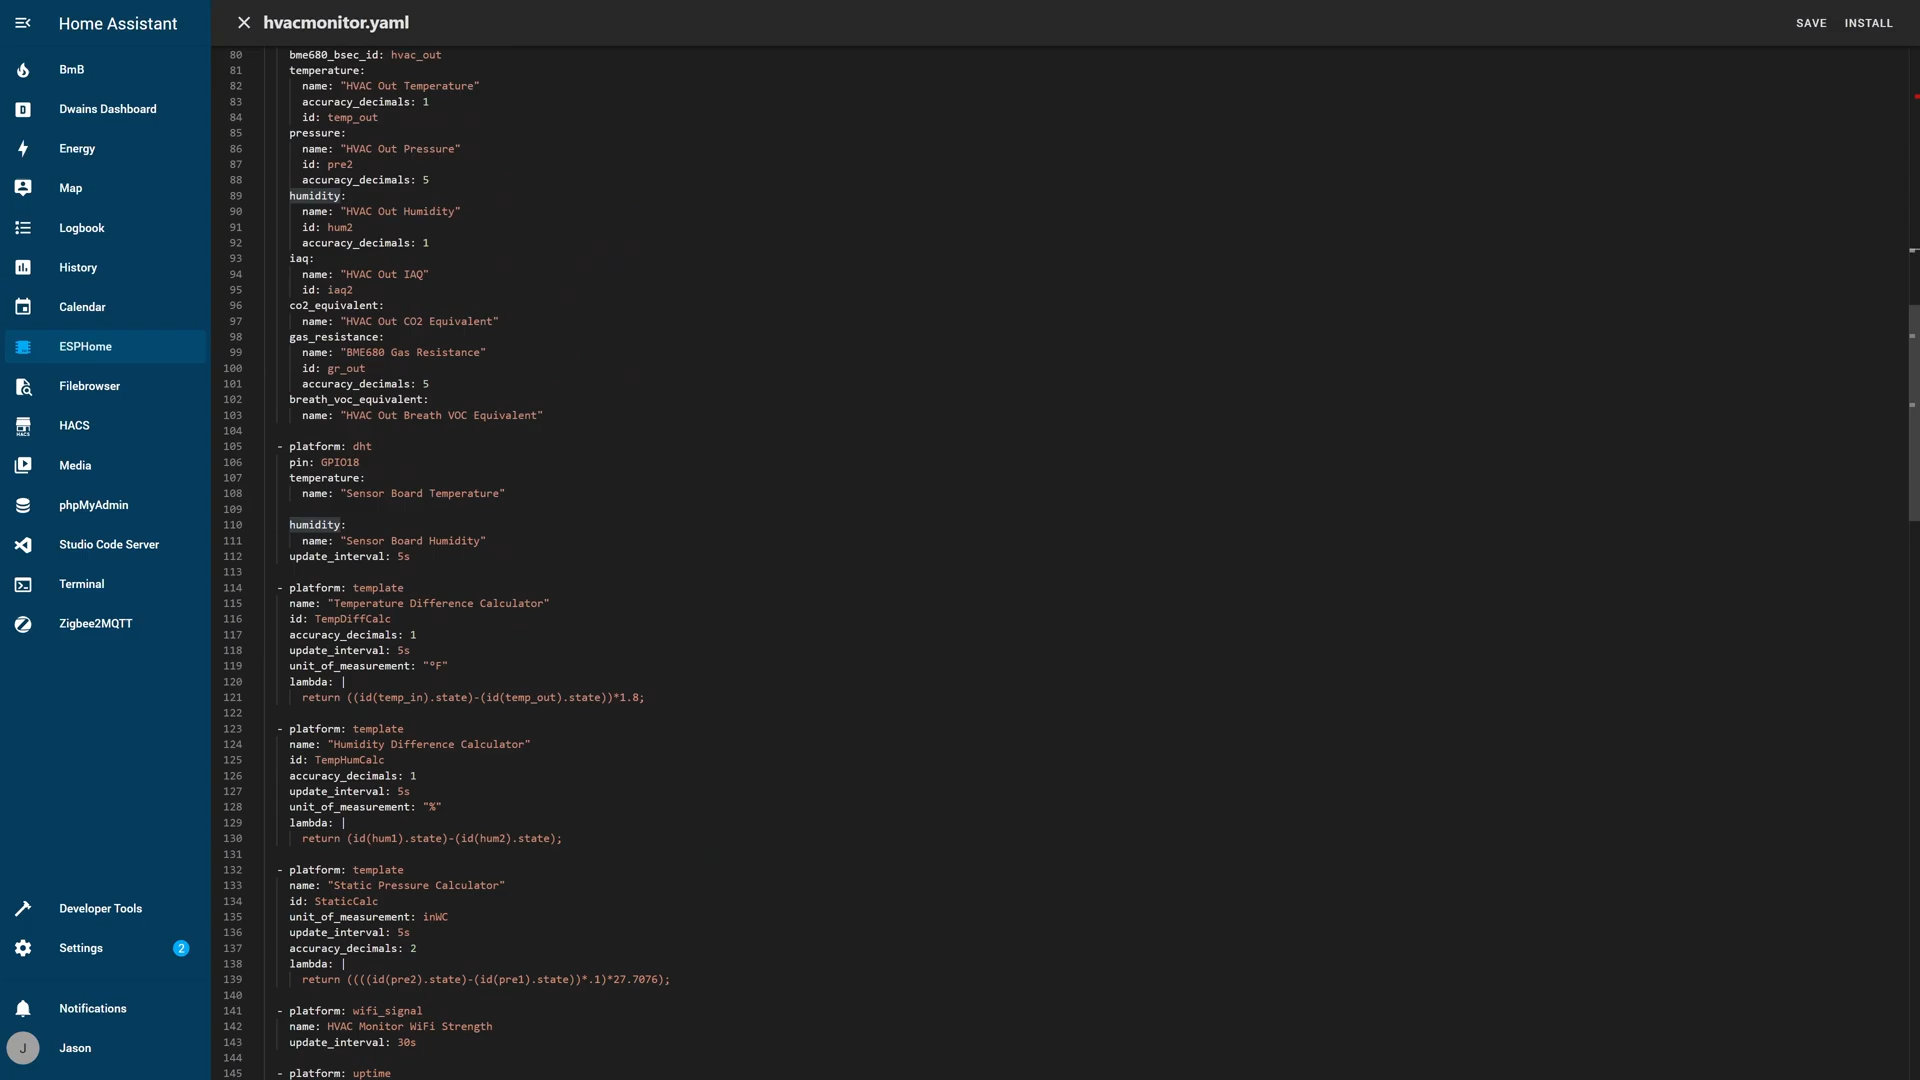 Home Assistant
hvacmonitor.yaml
SAVE
INSTALL
BmB
Dwains Dashboard
Energy
Map
Logbook
History
Calendar
ESPHome
Filebrowser
HACS
HACS
Media
phpMyAdmin
Studio Code Server
Terminal
Zigbee2MQTT
Developer Tools
Settings
2
Notifications
J
Jason
80 bme680_bsec_id: hvac_out
81 temperature:
82 name: "HVAC Out Temperature"
83 accuracy_decimals: 1
84 id: temp_out
85 pressure:
86 name: "HVAC Out Pressure"
87 id: pre2
88 accuracy_decimals: 5
89 humidity:
90 name: "HVAC Out Humidity"
91 id: hum2
92 accuracy_decimals: 1
93 iaq:
94 name: "HVAC Out IAQ"
95 id: iaq2
96 co2_equivalent:
97 name: "HVAC Out CO2 Equivalent"
98 gas_resistance:
99 name: "BME680 Gas Resistance"
100 id: gr_out
101 accuracy_decimals: 5
102 breath_voc_equivalent:
103 name: "HVAC Out Breath VOC Equivalent"
104
105 - platform: dht
106 pin: GPIO18
107 temperature:
108 name: "Sensor Board Temperature"
109
110 humidity:
111 name: "Sensor Board Humidity"
112 update_interval: 5s
113
114 - platform: template
115 name: "Temperature Difference Calculator"
116 id: TempDiffCalc
117 accuracy_decimals: 1
118 update_interval: 5s
119 unit_of_measurement: "°F"
120 lambda: |
121 return ((id(temp_in).state)-(id(temp_out).state))*1.8;
122
123 - platform: template
124 name: "Humidity Difference Calculator"
125 id: TempHumCalc
126 accuracy_decimals: 1
127 update_interval: 5s
128 unit_of_measurement: "%"
129 lambda: |
130 return (id(hum1).state)-(id(hum2).state);
131
132 - platform: template
133 name: "Static Pressure Calculator"
134 id: StaticCalc
135 unit_of_measurement: inWC
136 update_interval: 5s
137 accuracy_decimals: 2
138 lambda: |
139 return ((((id(pre2).state)-(id(pre1).state))*.1)*27.7076);
140
141 - platform: wifi_signal
142 name: HVAC Monitor WiFi Strength
143 update_interval: 30s
144
145 - platform: uptime